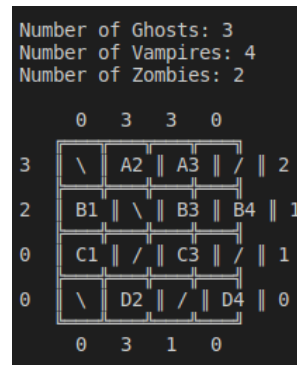 Number of Ghosts: 3
Number of Vampires: 4
Number of Zombies: 2
0 3 3 0
3 ‖ \ ‖ A2 ‖ A3 ‖ / ‖ 2
2 ‖ B1 ‖ \ ‖ B3 ‖ B4 ‖ 1
0 ‖ C1 ‖ / ‖ C3 ‖ / ‖ 1
0 ‖ \ ‖ D2 ‖ / ‖ D4 ‖ 0
0 3 1 0